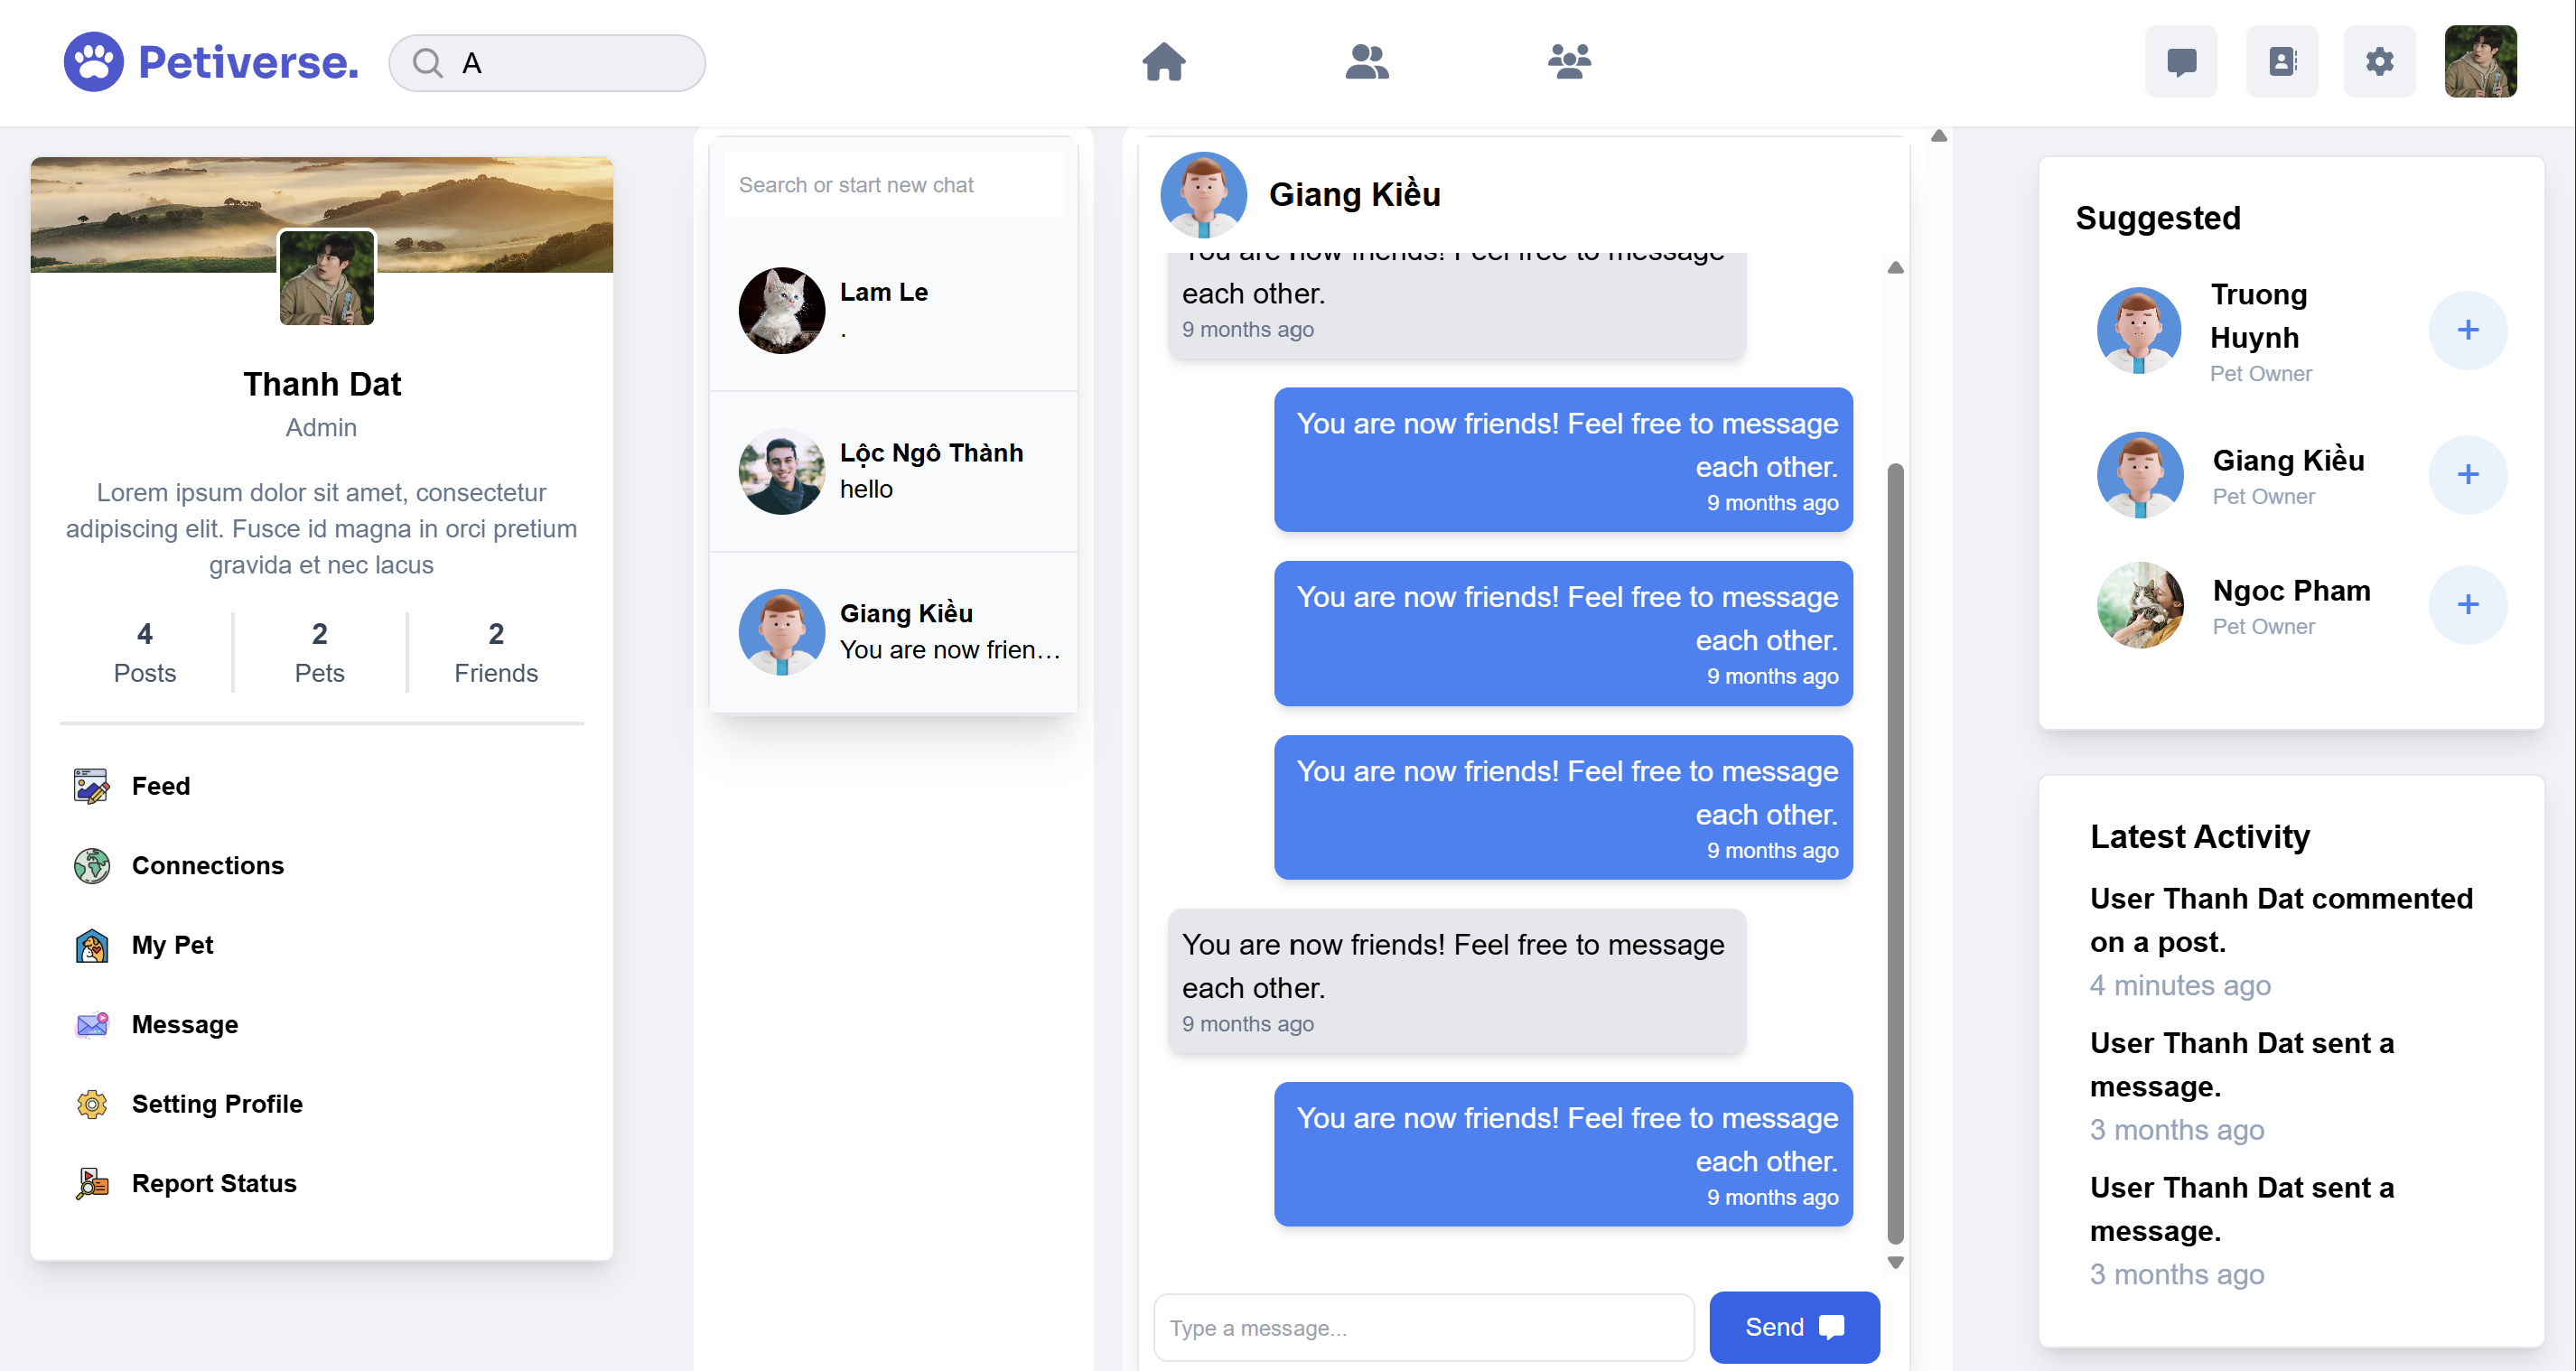 Petiverse.
A
Thanh Dat
Admin
Lorem ipsum dolor sit amet, consectetur
adipiscing elit. Fusce id magna in orci pretium
gravida et nec lacus
4
Posts
2
Pets
2
Friends
Feed
Connections
My Pet
Message
Setting Profile
Report Status
Search or start new chat
Lam Le
.
Lộc Ngô Thành
hello
Giang Kiều
You are now frien...
Giang Kiều
You are now friends! Feel free to message
each other.
9 months ago
You are now friends! Feel free to message
each other.
9 months ago
You are now friends! Feel free to message
each other.
9 months ago
You are now friends! Feel free to message
each other.
9 months ago
You are now friends! Feel free to message
each other.
9 months ago
You are now friends! Feel free to message
each other.
9 months ago
Type a message...
Send
Suggested
Truong
Huynh
Pet Owner
Giang Kiều
Pet Owner
Ngoc Pham
Pet Owner
Latest Activity
User Thanh Dat commented
on a post.
4 minutes ago
User Thanh Dat sent a
message.
3 months ago
User Thanh Dat sent a
message.
3 months ago